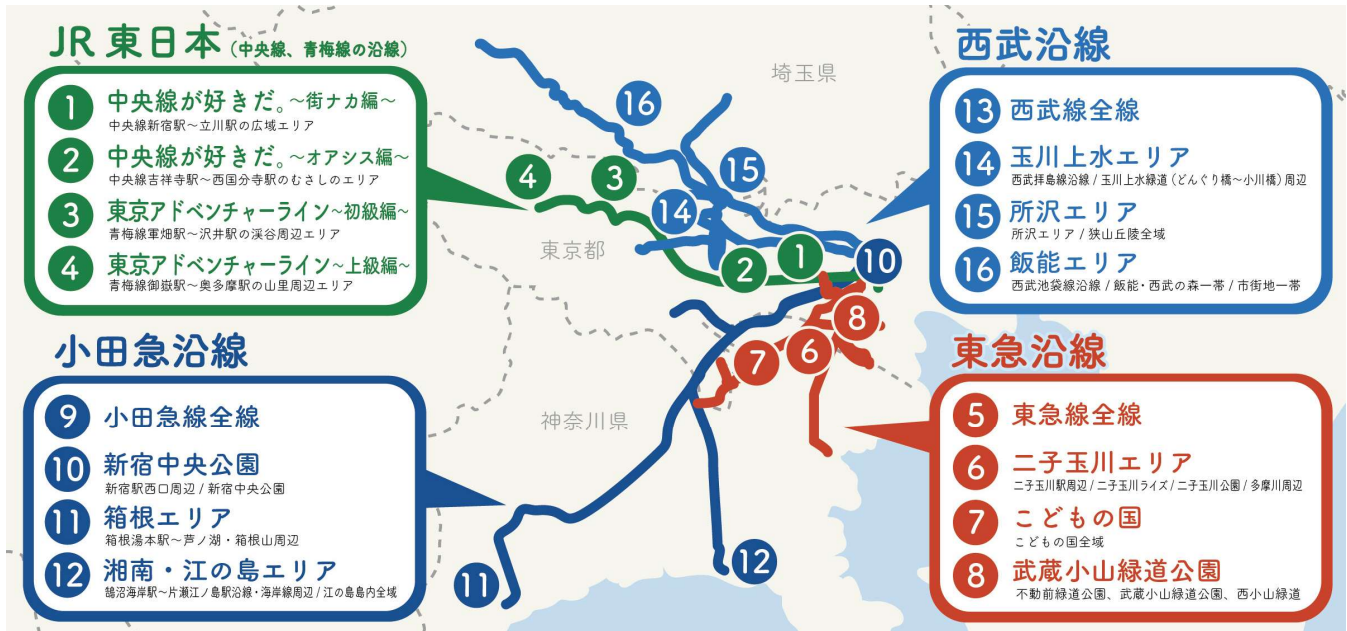 JR 東日本(中央線、青梅線の沿線)
1 中央線が好きだ。～街ナカ編～
中央線新宿駅～立川駅の広域エリア
2 中央線が好きだ。～オアシス編～
中央線吉祥寺駅～西国分寺駅のむさしのエリア
3 東京アドベンチャーライン～初級編～
青梅線軍畑駅～沢井駅の渓谷周辺エリア
4 東京アドベンチャーライン～上級編～
青梅線御嶽駅～奥多摩駅の山里周辺エリア
小田急沿線
9 小田急線全線
10 新宿中央公園
新宿駅西口周辺 / 新宿中央公園
11 箱根エリア
箱根湯本駅～芦ノ湖・箱根山周辺
12 湘南・江の島エリア
鵠沼海岸駅～片瀬江ノ島駅沿線・海岸線周辺 / 江の島島内全域
埼玉県
東京都
神奈川県
16
15
4
3
14
10
2
1
8
7
6
11
12
西武沿線
13 西武線全線
14 玉川上水エリア
西武拝島線沿線 / 玉川上水緑道(どんぐり橋～小川橋)周辺
15 所沢エリア
所沢エリア / 狭山丘陵全域
16 飯能エリア
西武池袋線沿線 / 飯能・西武の森一帯 / 市街地一帯
東急沿線
5 東急線全線
6 二子玉川エリア
二子玉川駅周辺 / 二子玉川ライズ / 二子玉川公園 / 多摩川周辺
7 こどもの国
こどもの国全域
8 武蔵小山緑道公園
不動前緑道公園、武蔵小山緑道公園、西小山緑道